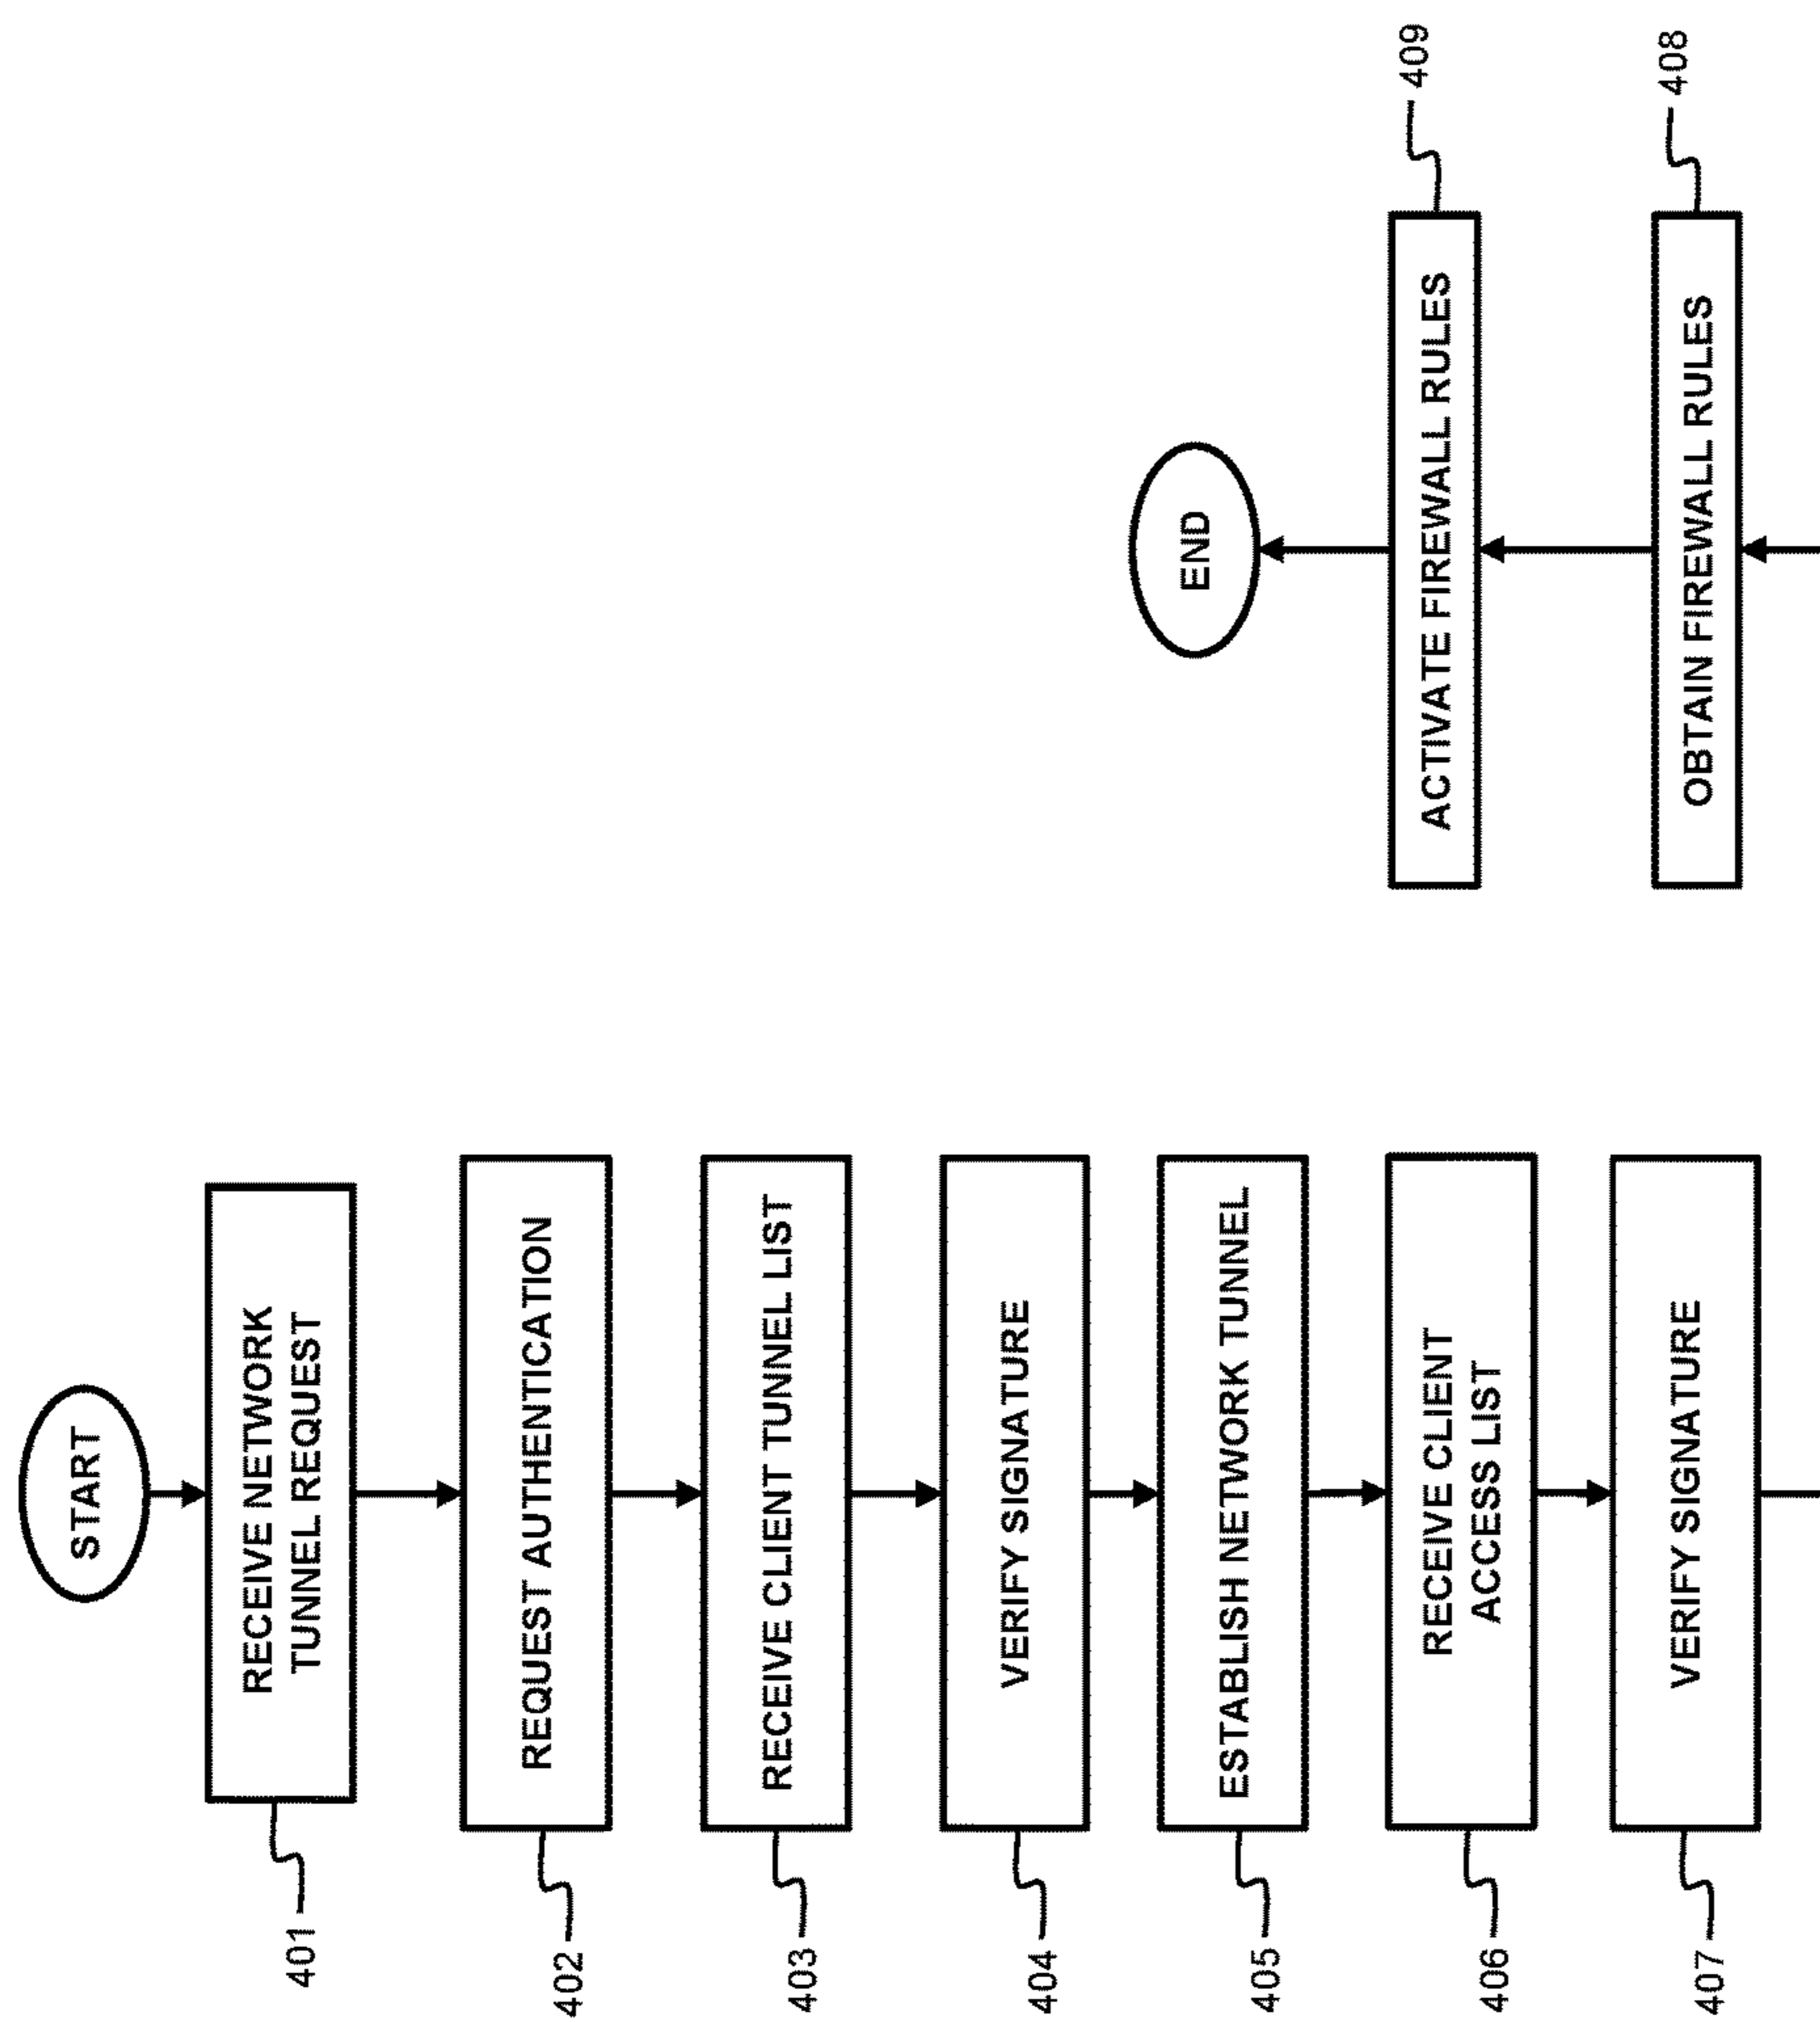 START
RECEIVE NETWORK
TUNNEL REQUEST
401
REQUEST AUTHENTICATION
402
RECEIVE CLIENT TUNNEL LIST
403
VERIFY SIGNATURE
404
ESTABLISH NETWORK TUNNEL
405
RECEIVE CLIENT
ACCESS LIST
406
VERIFY SIGNATURE
407
OBTAIN FIREWALL RULES
408
ACTIVATE FIREWALL RULES
409
END